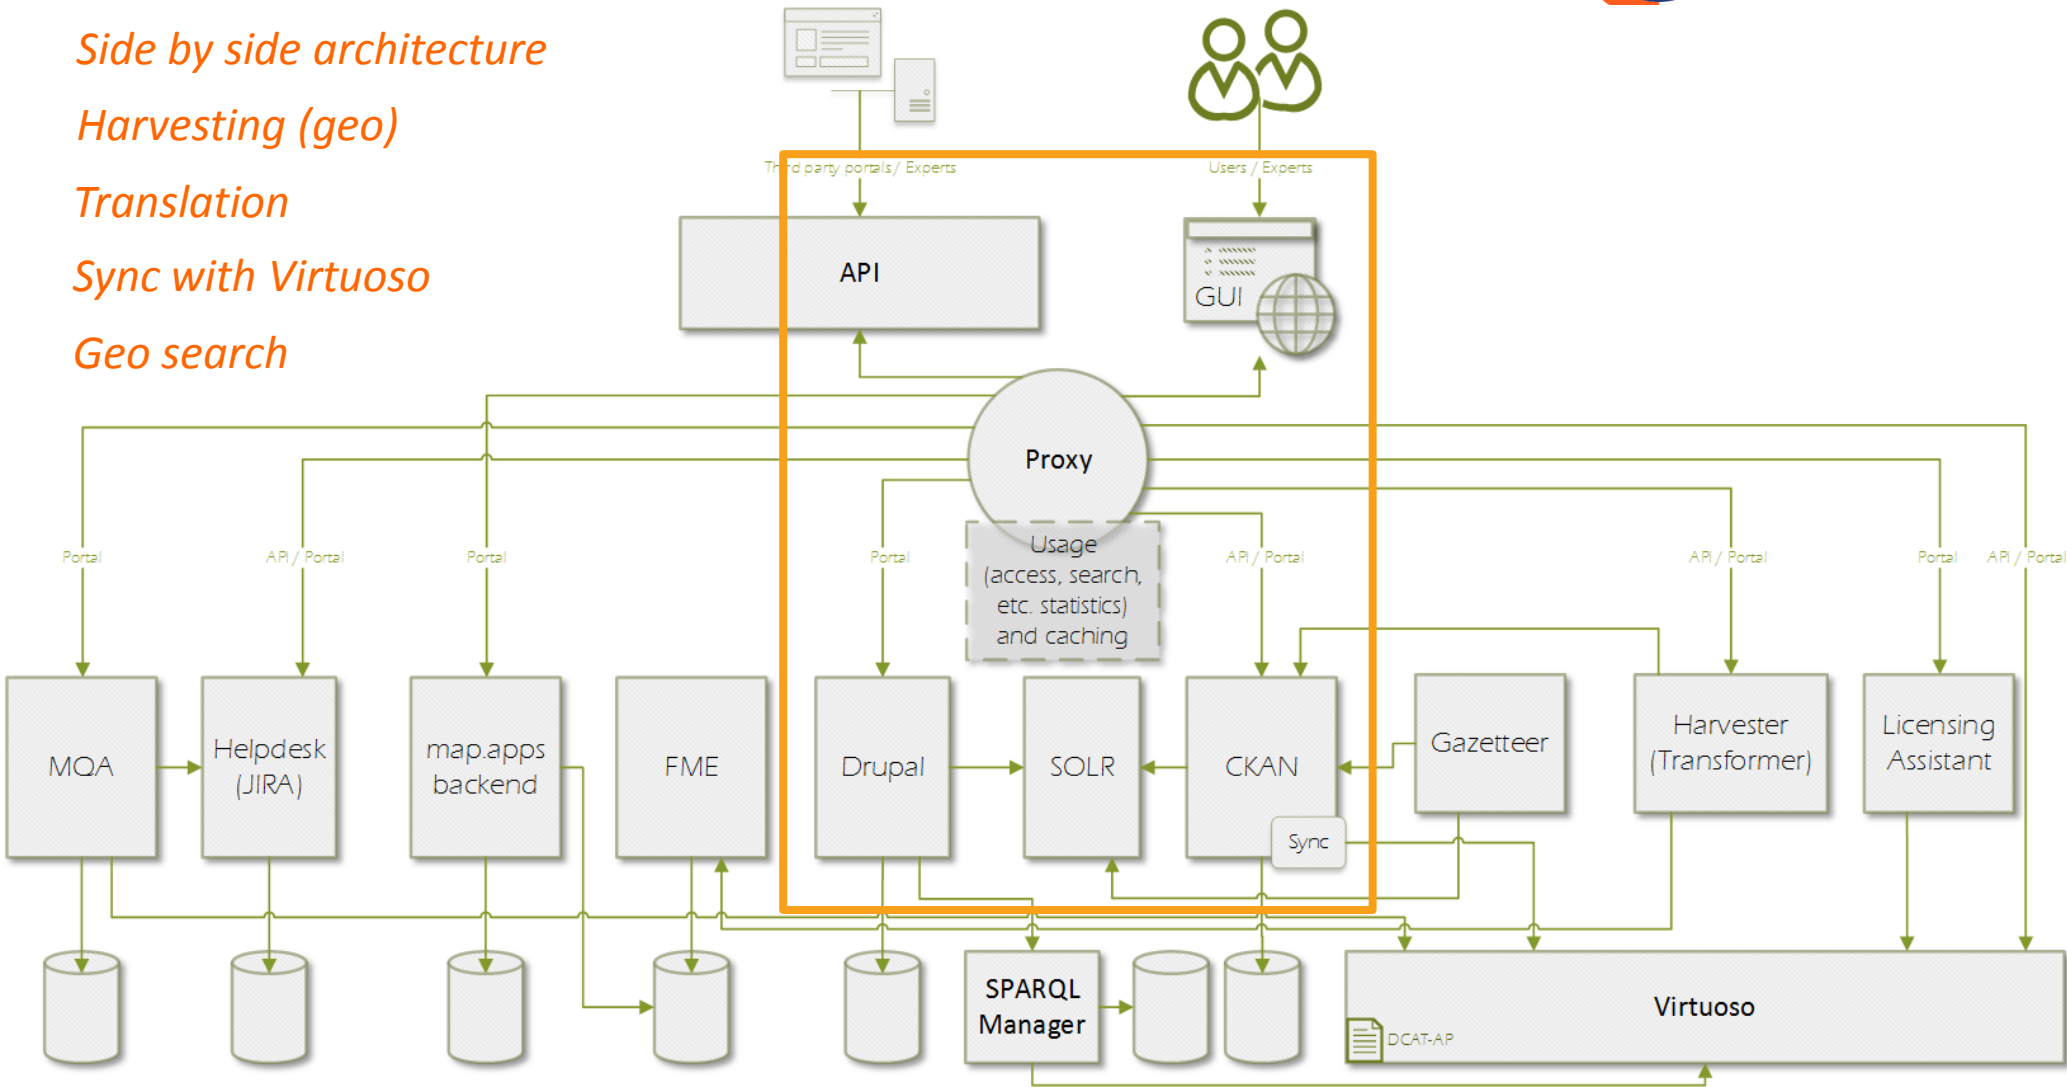 Side by side architecture
Harvesting (geo)
Translation
Sync with Virtuoso
Geo search
Third party portals / Experts
Users / Experts
API
GUI
Proxy
Usage
(access, search,
etc. statistics)
and caching
Portal
API / Portal
Portal
Portal
API / Portal
API / Portal
Portal
API / Portal
MQA
Helpdesk
(JIRA)
map.apps
backend
FME
Drupal
SOLR
CKAN
Sync
Gazetteer
Harvester
(Transformer)
Licensing
Assistant
SPARQL
Manager
Virtuoso
DCAT-AP